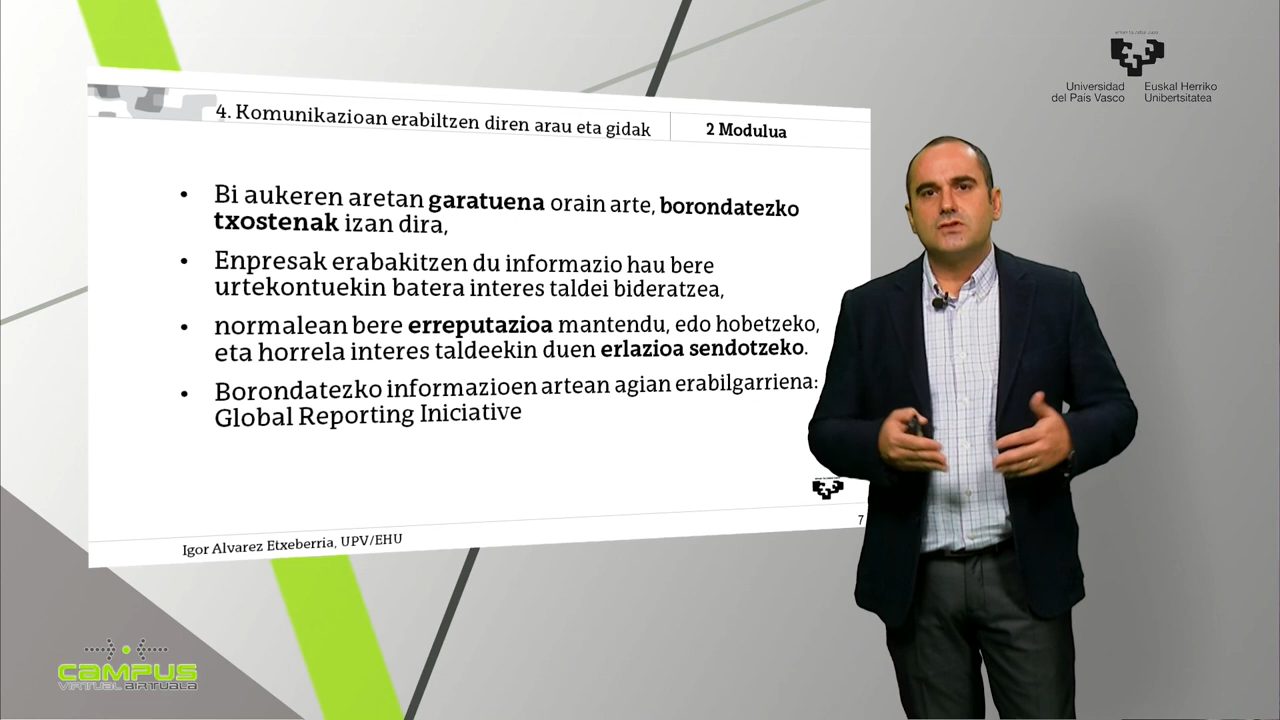 Universidad
del País Vasco
Euskal Herriko
Unibertsitatea
4. Komunikazioan erabiltzen diren arau eta gidak
2 Modulua
• Bi aukeren aretan garatuena orain arte, borondatezko
txostenak izan dira,
• Enpresak erabakitzen du informazio hau bere
urtekontuekin batera interes taldei bideratzea,
• normalean bere erreputazioa mantendu, edo hobetzeko,
eta horrela interes taldeekin duen erlazioa sendotzeko.
• Borondatezko informazioen artean agian erabilgarriena:
Global Reporting Iniciative
7
Igor Alvarez Etxeberria, UPV/EHU
CAMPUS
VIRTUAL BIRTUALA